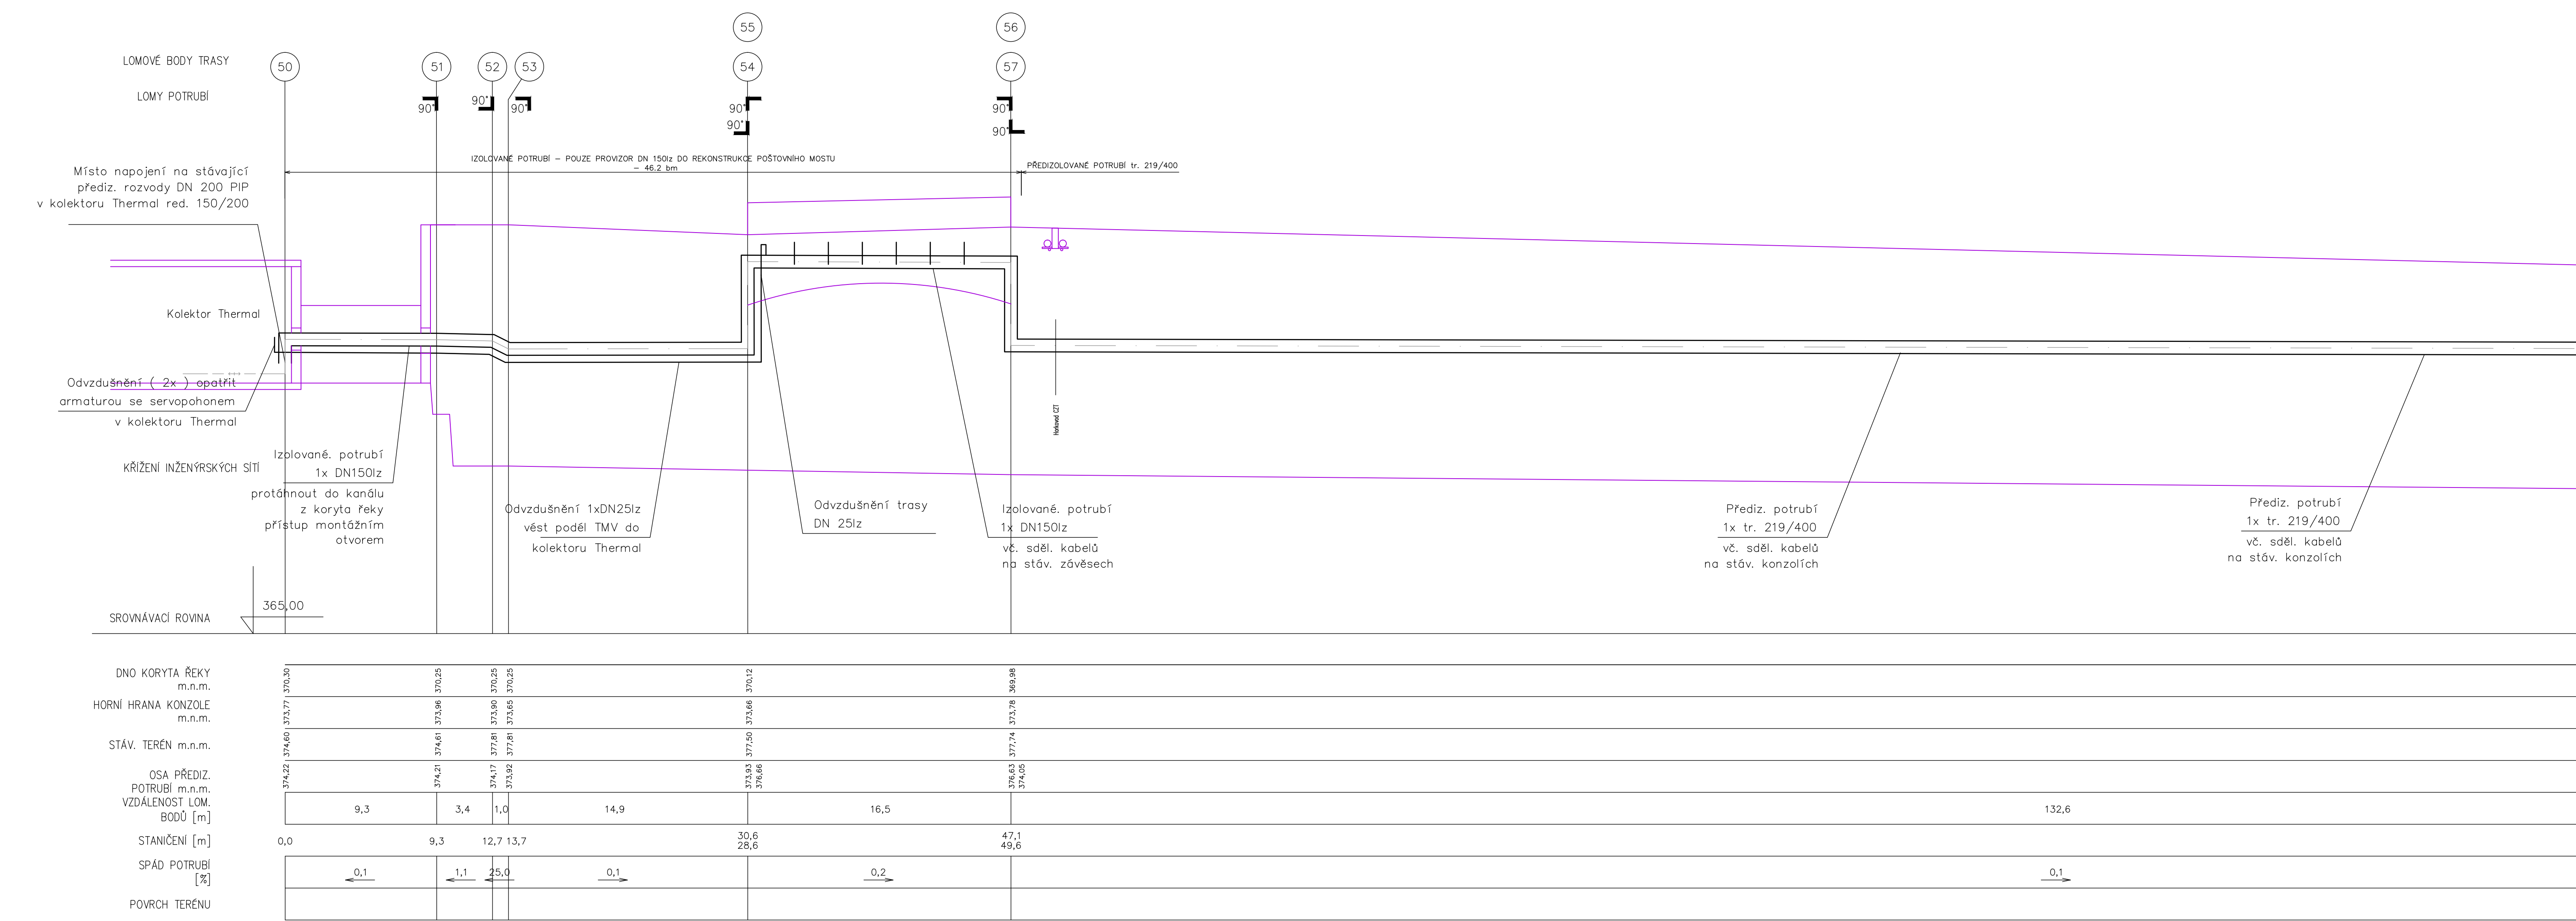 55
56
LOMOVÉ BODY TRASY
50
51
52
53
54
57
LOMY POTRUBÍ
90°
90°
90°
90°
90°
90°
90°
IZOLOVANÉ POTRUBÍ – POUZE PROVIZOR DN 150Iz DO REKONSTRUKCE POŠTOVNÍHO MOSTU
– 46.2 bm
PŘEDIZOLOVANÉ POTRUBÍ tr. 219/400
Místo napojení na stávající
přediz. rozvody DN 200 PIP
v kolektoru Thermal red. 150/200
Kolektor Thermal
Odvzdušnění ( 2x ) opatřit
armaturou se servopohonem
v kolektoru Thermal
Horkovod CZT
KŘÍŽENÍ INŽENÝRSKÝCH SÍTÍ
Izolované. potrubí
1x DN150Iz
protáhnout do kanálu
z koryta řeky
přístup montážním
otvorem
Odvzdušnění 1xDN25Iz
vést podél TMV do
kolektoru Thermal
Odvzdušnění trasy
DN 25Iz
Izolované. potrubí
1x DN150Iz
vč. sděl. kabelů
na stáv. závěsech
Přediz. potrubí
1x tr. 219/400
vč. sděl. kabelů
na stáv. konzolích
Přediz. potrubí
1x tr. 219/400
vč. sděl. kabelů
na stáv. konzolích
365,00
SROVNÁVACÍ ROVINA
DNO KORYTA ŘEKY
m.n.m.
370,30
370,25
370,25
370,25
370,12
369,98
HORNÍ HRANA KONZOLE
m.n.m.
373,77
373,96
373,90
373,65
373,66
373,78
STÁV. TERÉN m.n.m.
374,60
374,61
377,81
377,81
377,50
377,74
OSA PŘEDIZ.
POTRUBÍ m.n.m.
374,22
374,21
374,17
373,92
373,93
376,66
376,63
374,05
VZDÁLENOST LOM.
BODŮ [m]
9,3
3,4
1,0
14,9
16,5
132,6
STANIČENÍ [m]
0,0
9,3
12,7
13,7
30,6
28,6
47,1
49,6
SPÁD POTRUBÍ
[%]
0,1
1,1
25,0
0,1
0,2
0,1
POVRCH TERÉNU